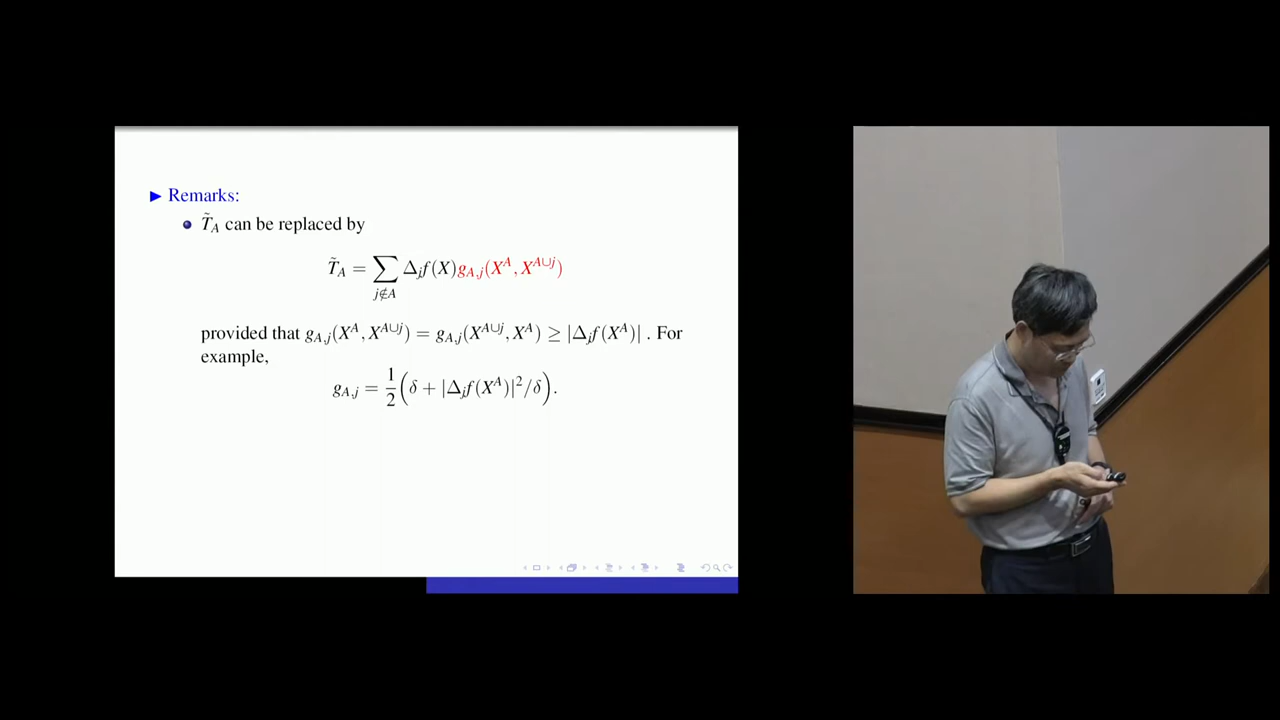 ▶ Remarks:
• T̃_A can be replaced by
T̃_A = ∑_{j∉A} Δ_j f(X) g_{A,j}(X^A, X^{A∪j})
provided that g_{A,j}(X^A, X^{A∪j}) = g_{A,j}(X^{A∪j}, X^A) ≥ |Δ_j f(X^A)| . For
example,
g_{A,j} = 1/2 (δ + |Δ_j f(X^A)|^2/δ).